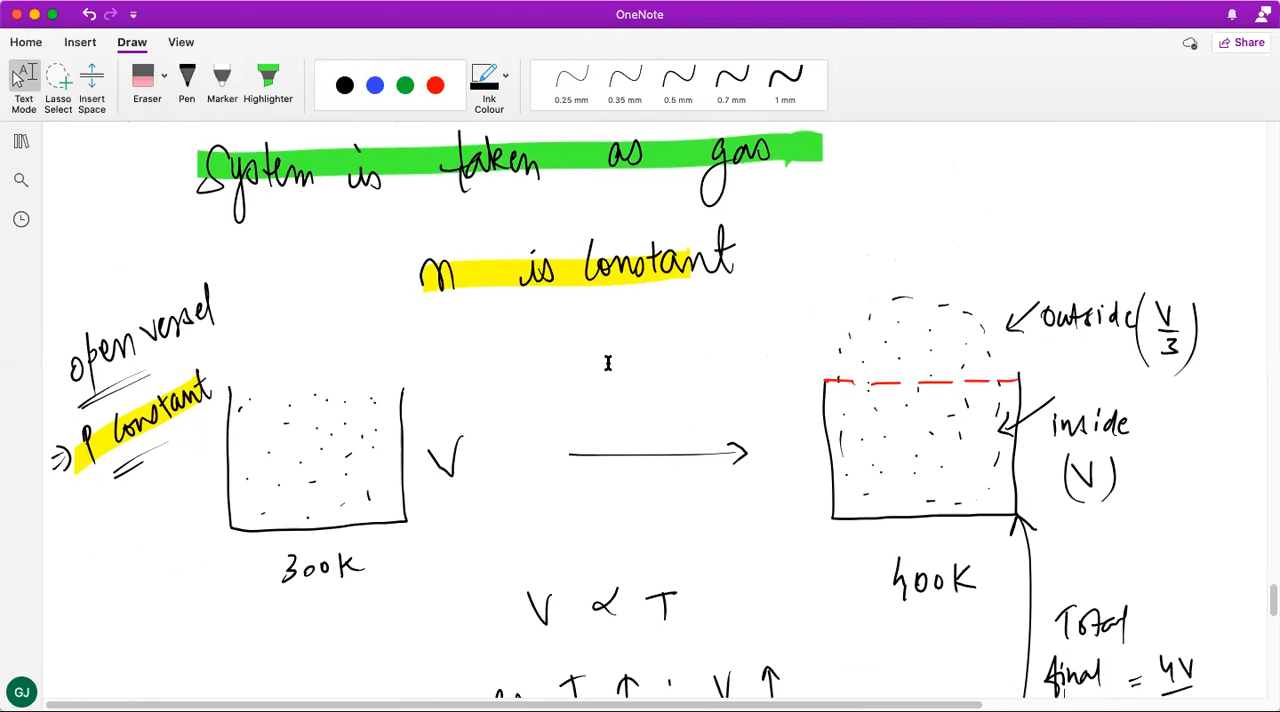 OneNote
Home Insert Draw View
Share
Text Mode
Lasso Select
Insert Space
Eraser
Pen
Marker
Highlighter
Ink Colour
0.25 mm
0.35 mm
0.5 mm
0.7 mm
1 mm
System is taken as gas
n is constant
open vessel
⇒ P constant
V
300K
outside (V/3)
inside (V)
400K
V ∝ T
T ↑ : V ↑
Total
final = 4V
GJ